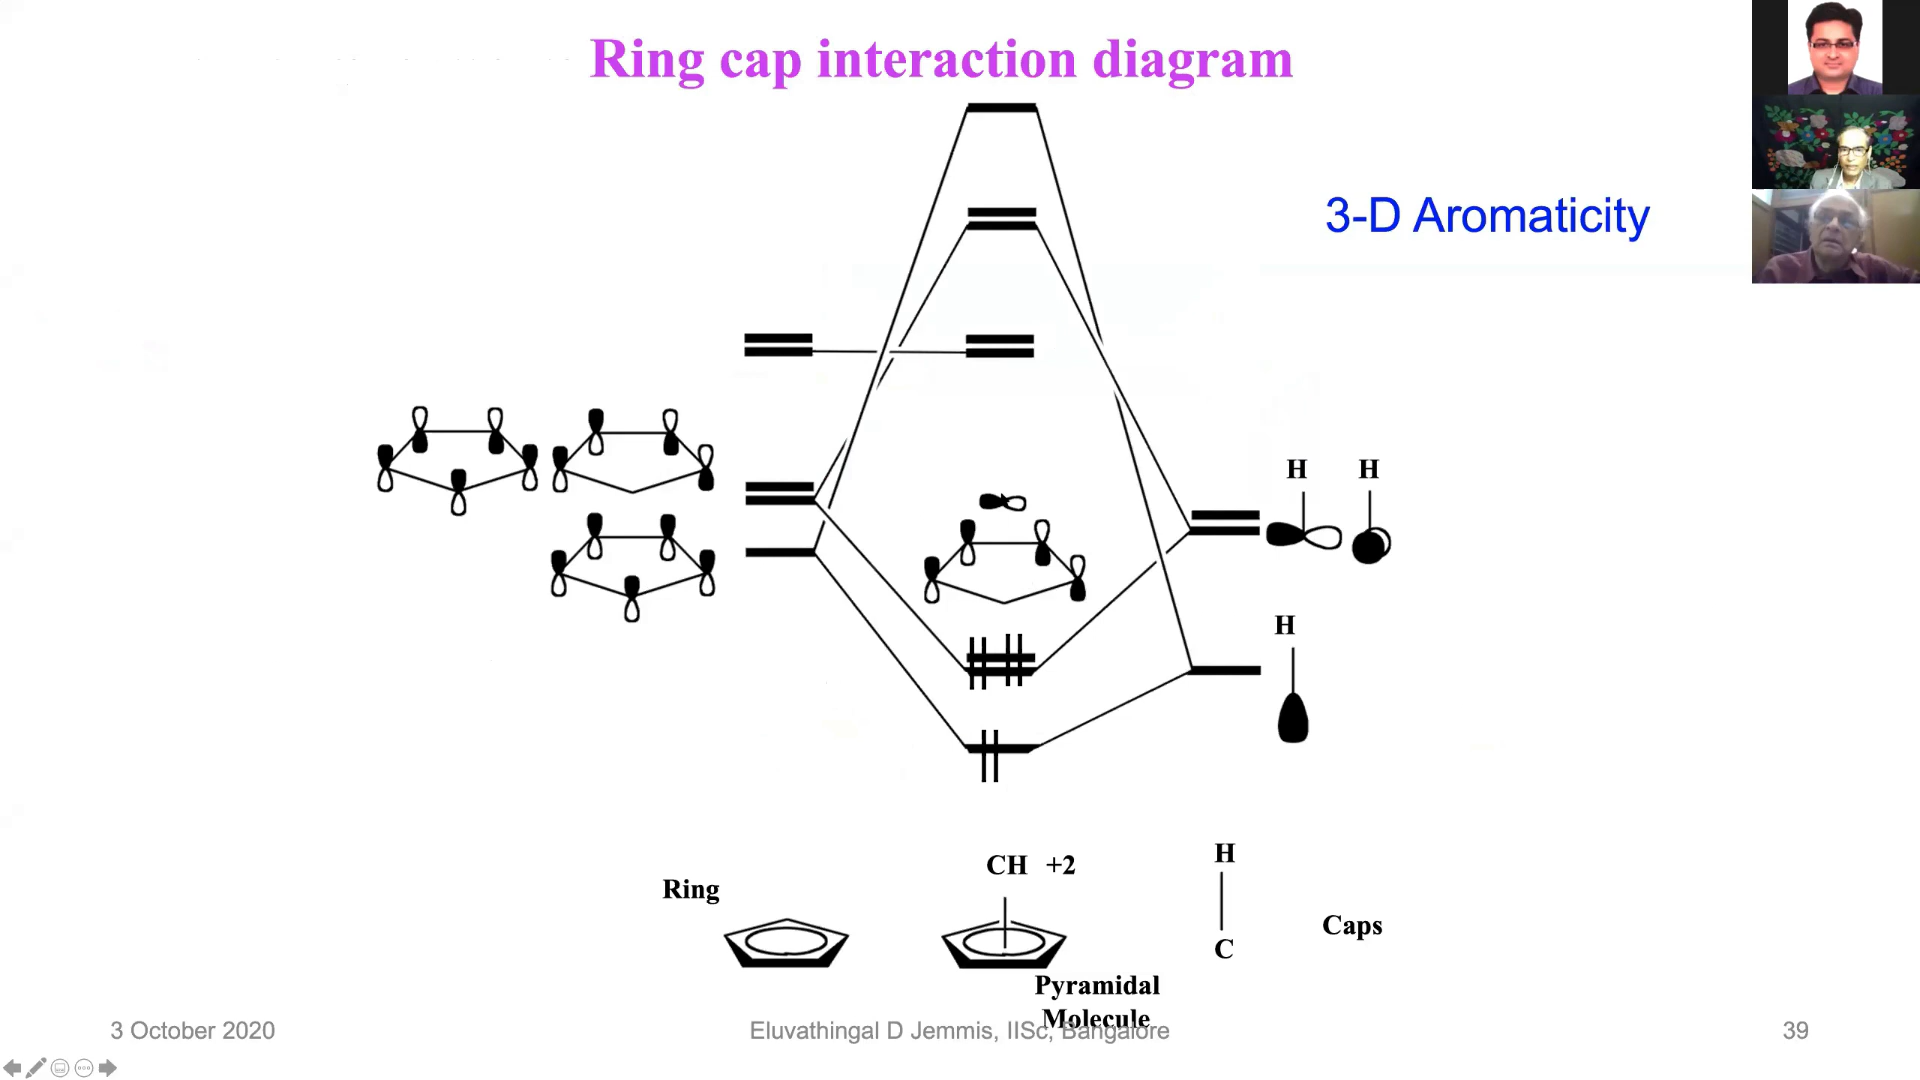 Ring cap interaction diagram
3-D Aromaticity
H H
H
H
CH +2
Ring
C
Caps
Pyramidal
Molecule
3 October 2020
Eluvathingal D Jemmis, IISc, Bangalore
39